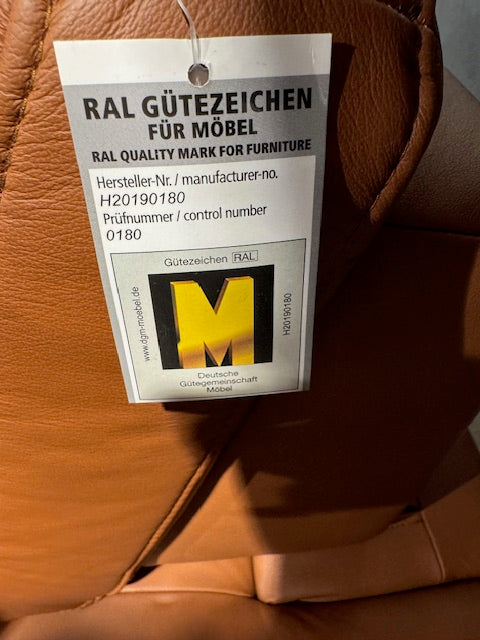 RAL GÜTEZEICHEN
FÜR MÖBEL
RAL QUALITY MARK FOR FURNITURE
Hersteller-Nr. / manufacturer-no.
H20190180
Prüfnummer / control number
0180
Gütezeichen RAL
www.dgm-moebel.de
M
H20190180
Deutsche
Gütegemeinschaft
Möbel